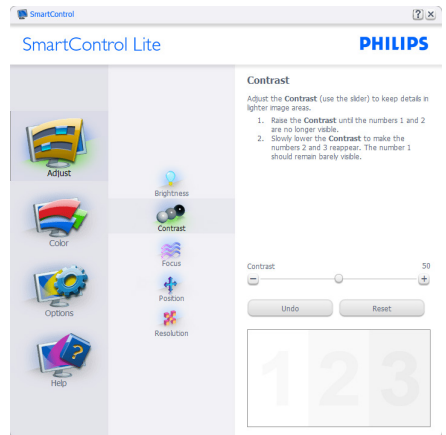 SmartControl
SmartControl Lite
PHILIPS
Adjust
Color
Options
Help
Brightness
Contrast
Focus
Position
Resolution
Contrast
Adjust the Contrast (use the slider) to keep details in
lighter image areas.
1. Raise the Contrast until the numbers 1 and 2
are no longer visible.
2. Slowly lower the Contrast to make the
numbers 2 and 3 reappear. The number 1
should remain barely visible.
Contrast 50
Undo Reset
1 2 3